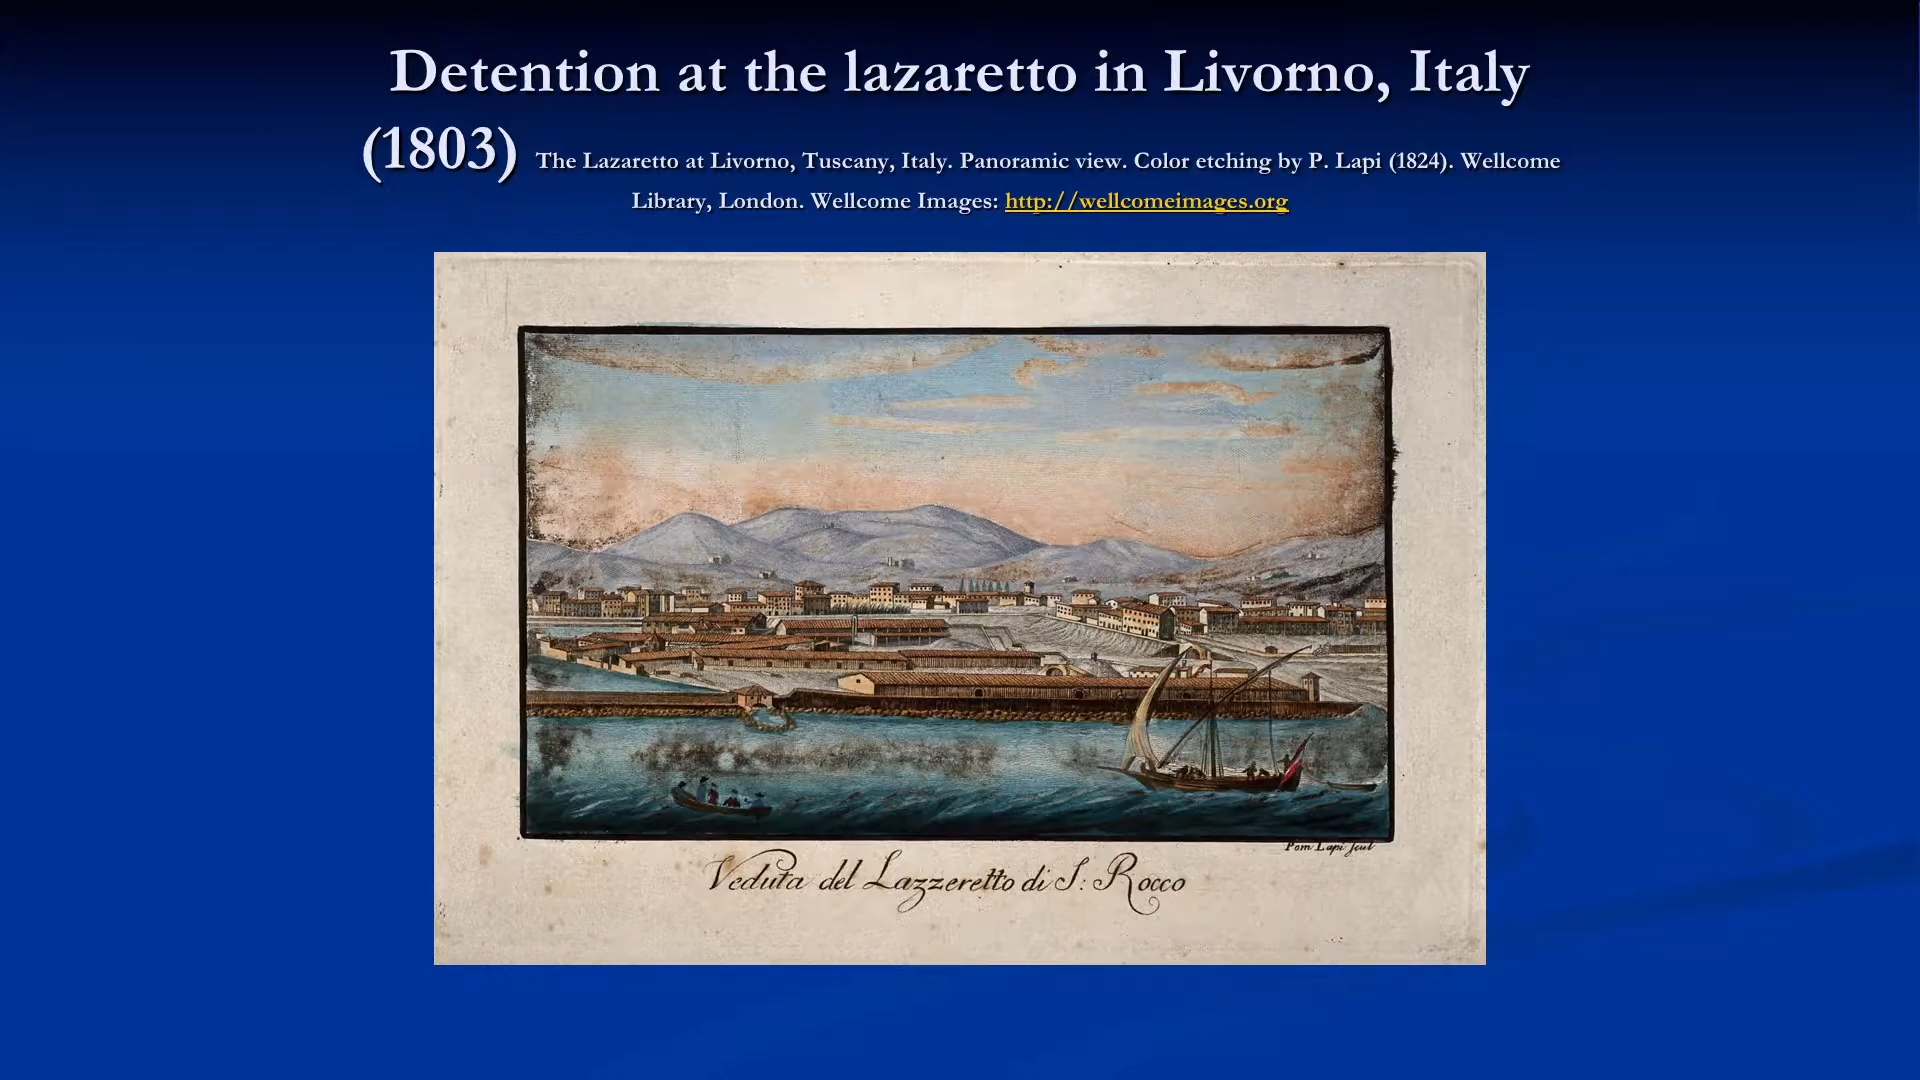 Detention at the lazaretto in Livorno, Italy
(1803) The Lazaretto at Livorno, Tuscany, Italy. Panoramic view. Color etching by P. Lapi (1824). Wellcome
Library, London. Wellcome Images: http://wellcomeimages.org
Pom Lapi scul
Veduta del Lazzeretto di S: Rocco